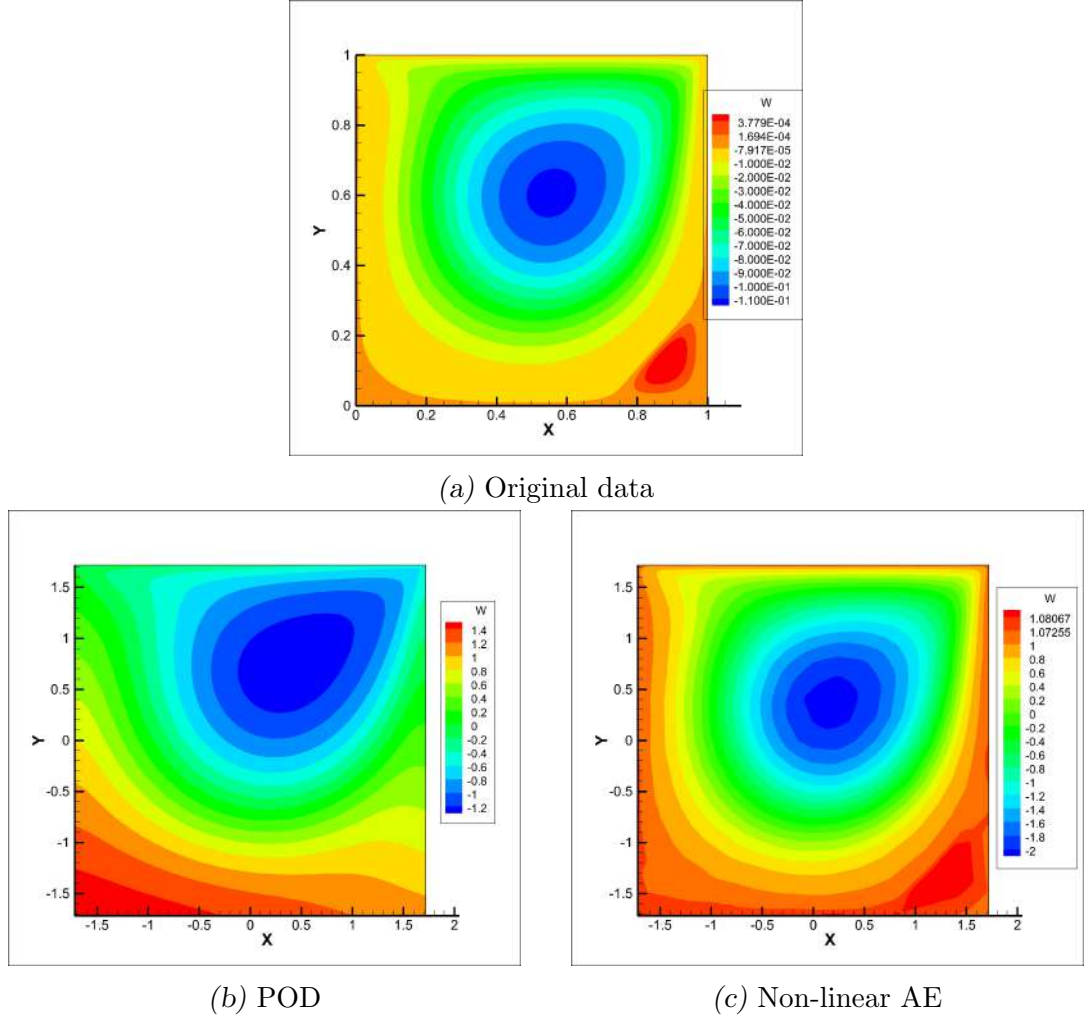 1
0.8
0.6
0.4
0.2
0
Y
0
0.2
0.4
0.6
0.8
1
X
W
3.779E-04
1.694E-04
-7.917E-05
-1.000E-02
-2.000E-02
-3.000E-02
-4.000E-02
-5.000E-02
-6.000E-02
-7.000E-02
-8.000E-02
-9.000E-02
-1.000E-01
-1.100E-01
(a) Original data
1.5
1
0.5
0
-0.5
-1
-1.5
Y
-1.5
-1
-0.5
0
0.5
1
1.5
2
X
W
1.4
1.2
1
0.8
0.6
0.4
0.2
0
-0.2
-0.4
-0.6
-0.8
-1
-1.2
(b) POD
1.5
1
0.5
0
-0.5
-1
-1.5
Y
-1.5
-1
-0.5
0
0.5
1
1.5
2
X
W
1.08067
1.07255
1
0.8
0.6
0.4
0.2
0
-0.2
-0.4
-0.6
-0.8
-1
-1.2
-1.4
-1.6
-1.8
-2
(c) Non-linear AE